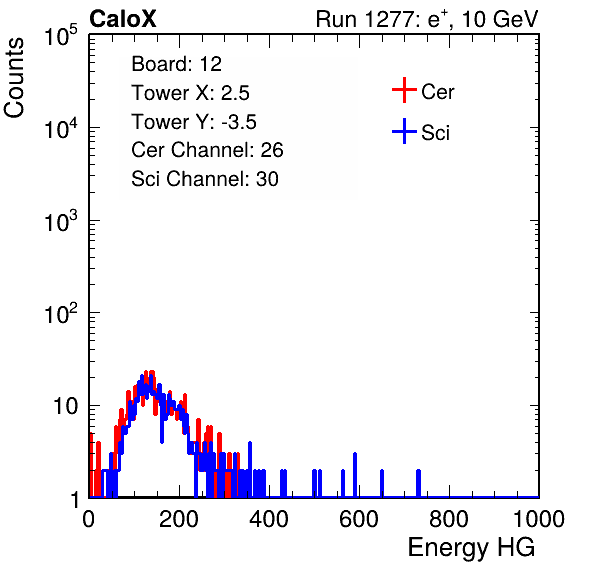 CaloX Run 1277: e⁺, 10 GeV
Counts
10⁵
10⁴
10³
10²
10
1
Board: 12
Tower X: 2.5
Tower Y: -3.5
Cer Channel: 26
Sci Channel: 30
Cer
Sci
0 200 400 600 800 1000
Energy HG